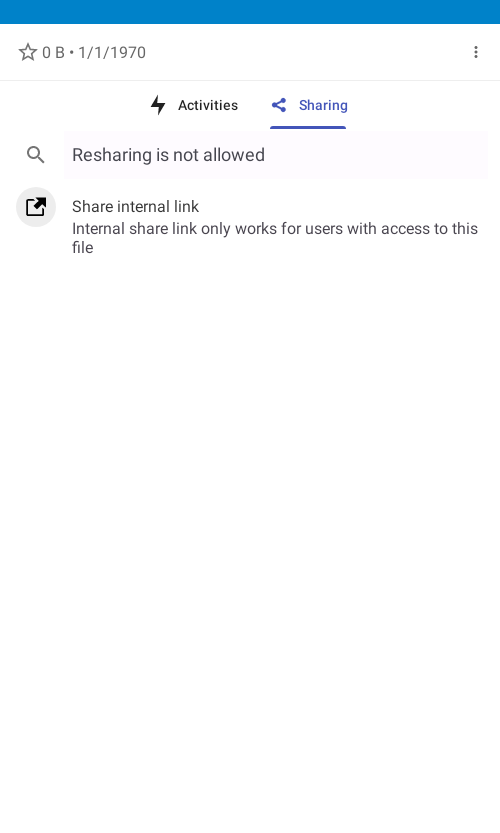 0 B • 1/1/1970
Activities
Sharing
Resharing is not allowed
Share internal link
Internal share link only works for users with access to this
file